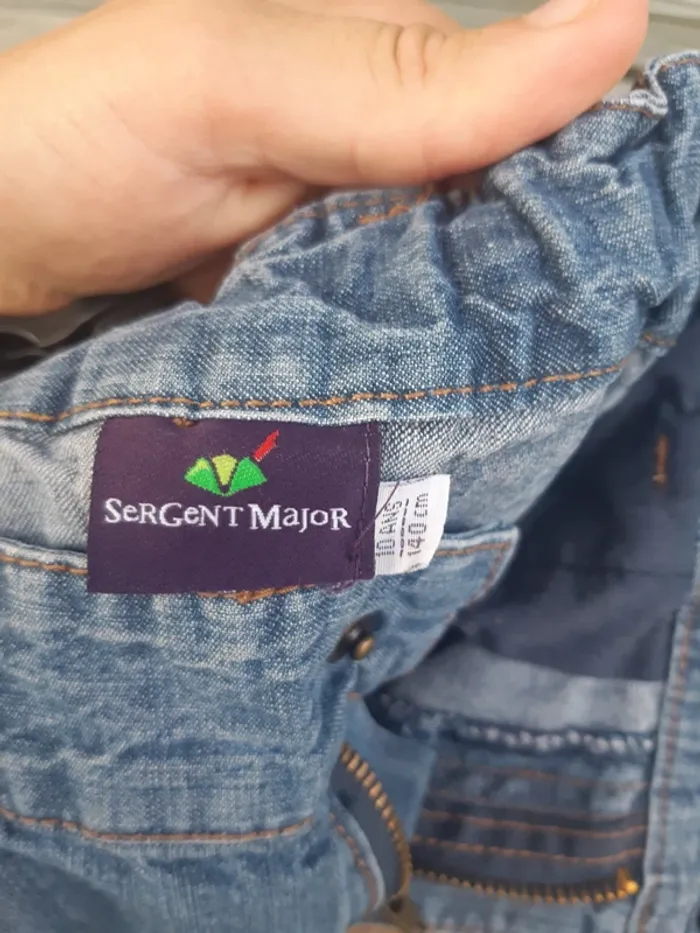 SeRGeNT MajoR
10 ANS
140 cm